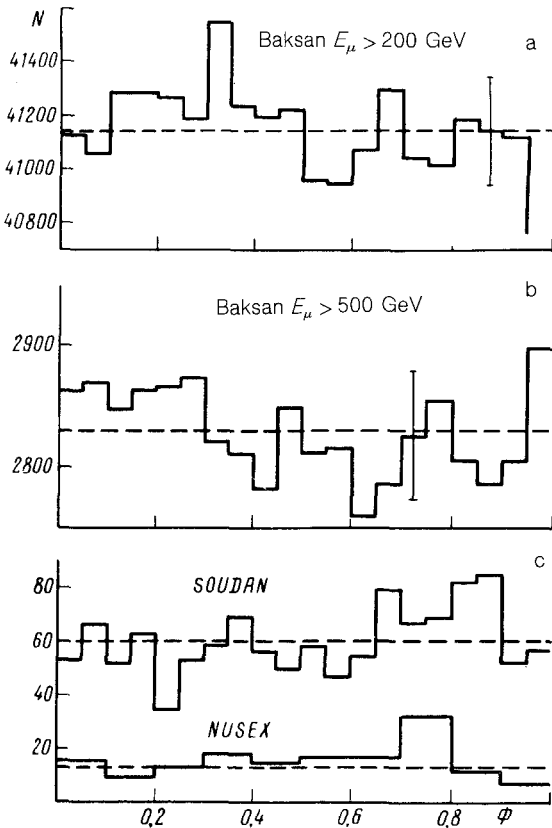 N
Baksan E_μ > 200 GeV
a
41400
41200
41000
40800
Baksan E_μ > 500 GeV
b
2900
2800
c
SOUDAN
80
60
40
NUSEX
20
0,2 0,4 0,6 0,8 Φ